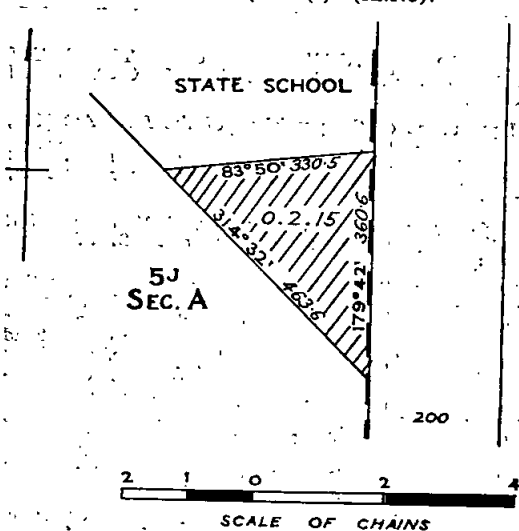 STATE SCHOOL
83°50' 330·5
0.2.15
360·6
179°42'
314°32'
463·6
5J
SEC. A
200
2 1 0 2 4
SCALE OF CHAINS